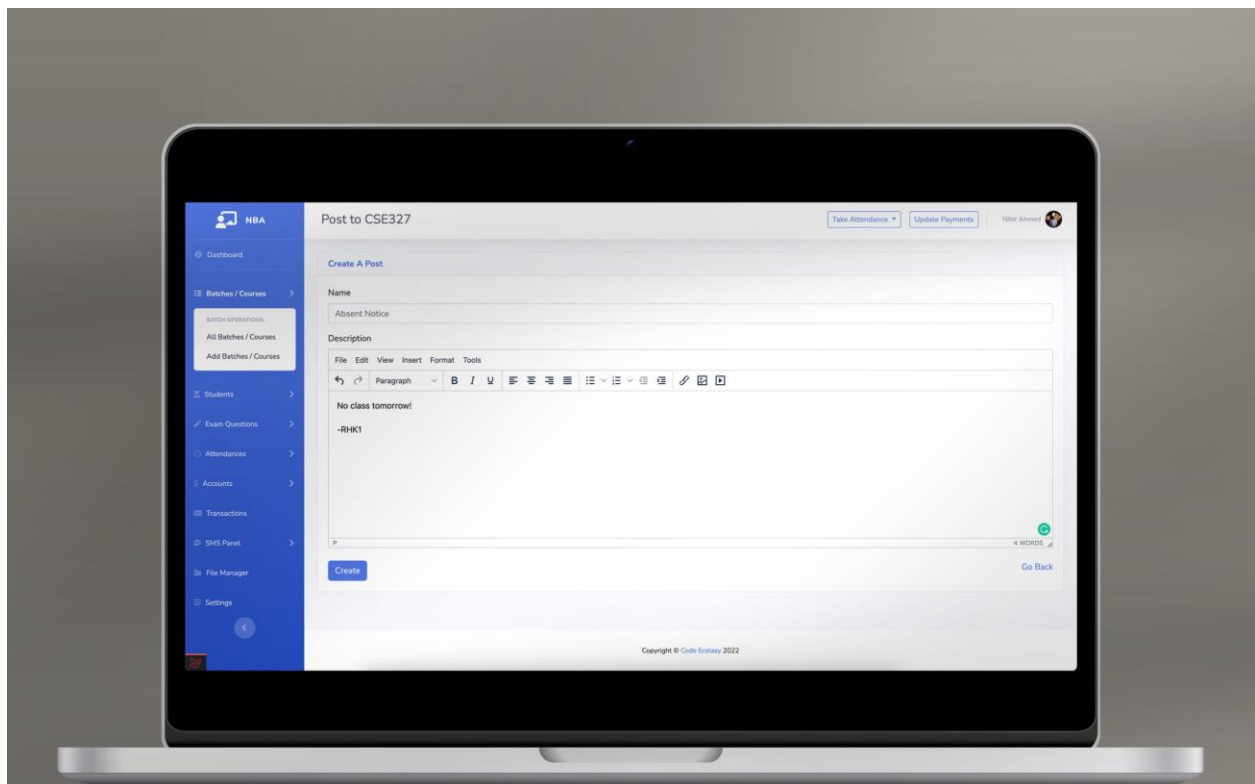 NBA
Post to CSE327
Take Attendance
Update Payments
Nibir Ahmed
Dashboard
Create A Post
Batches / Courses
Name
BATCH OPERATIONS:
Absent Notice
All Batches / Courses
Description
Add Batches / Courses
File Edit View Insert Format Tools
Paragraph B I U
Students
No class tomorrow!
Exam Questions
-RHK1
Attendances
Accounts
Transactions
SMS Panel
P 4 WORDS
File Manager
Create
Go Back
Settings
Copyright © Code Ecstasy 2022